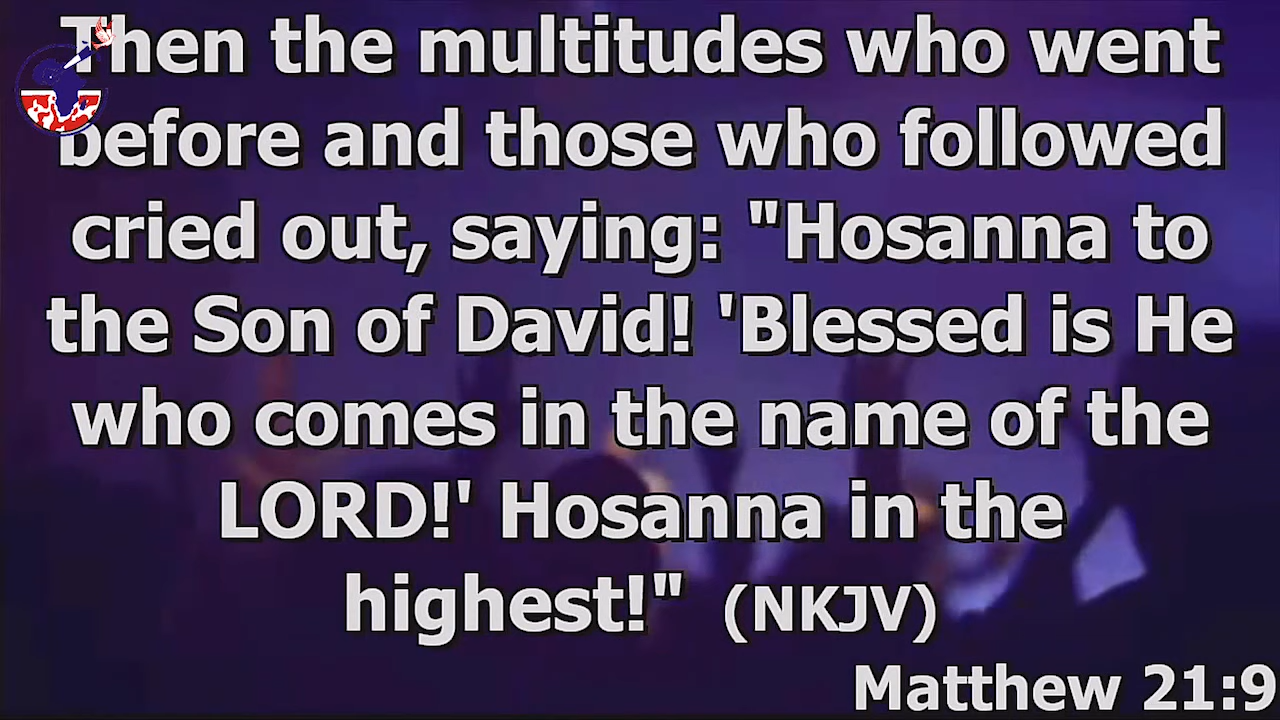 Then the multitudes who went
before and those who followed
cried out, saying: "Hosanna to
the Son of David! 'Blessed is He
who comes in the name of the
LORD!' Hosanna in the
highest!" (NKJV)
Matthew 21:9